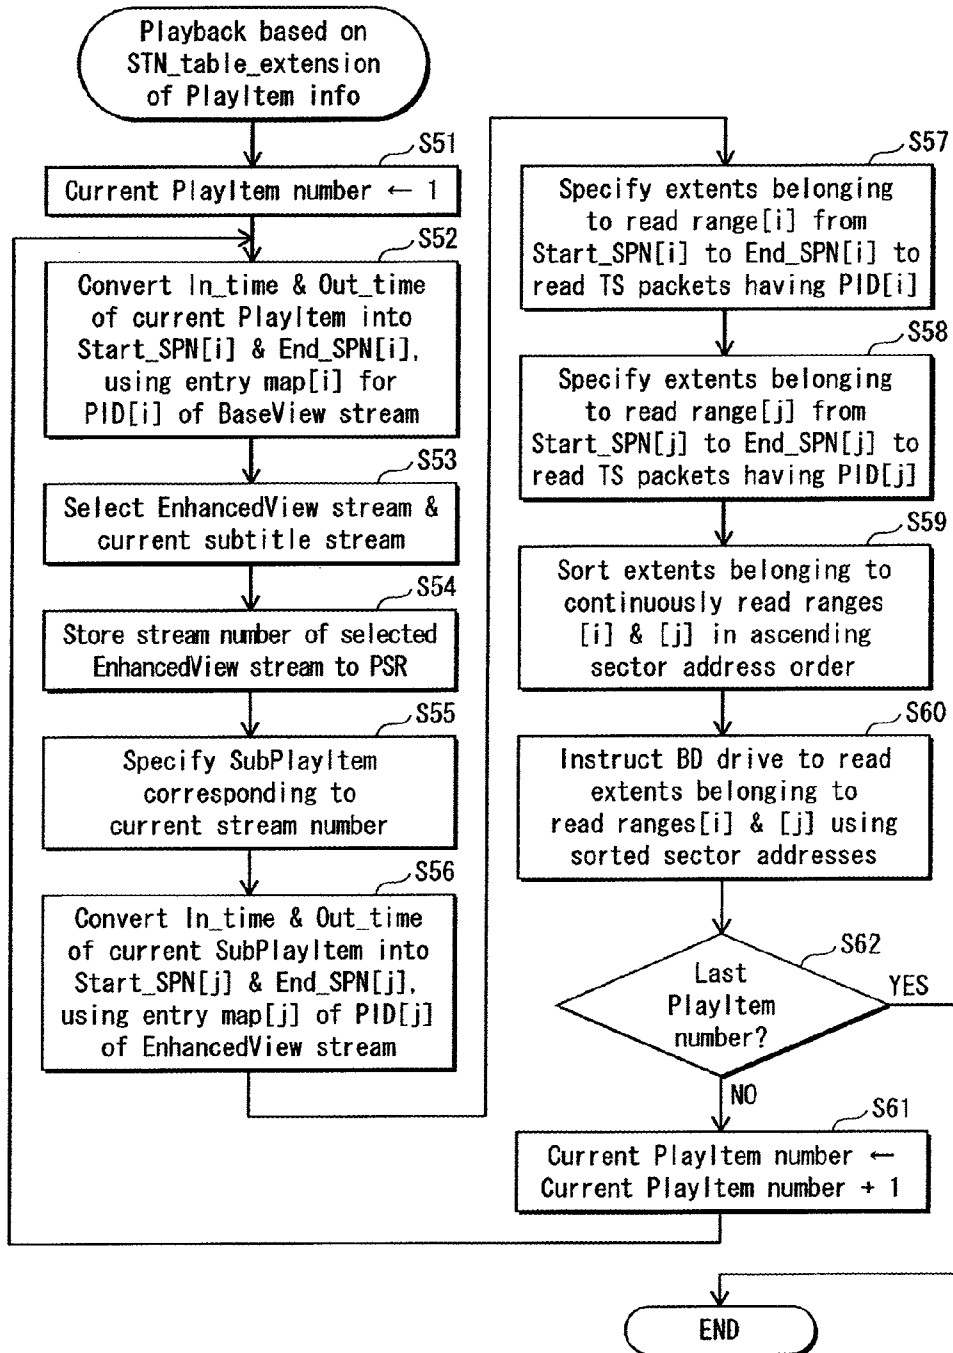 Playback based on
STN_table_extension
of PlayItem info
S51
Current PlayItem number ← 1
S52
Convert In_time & Out_time
of current PlayItem into
Start_SPN[i] & End_SPN[i],
using entry map[i] for
PID[i] of BaseView stream
S53
Select EnhancedView stream &
current subtitle stream
S54
Store stream number of selected
EnhancedView stream to PSR
S55
Specify SubPlayItem
corresponding to
current stream number
S56
Convert In_time & Out_time
of current SubPlayItem into
Start_SPN[j] & End_SPN[j],
using entry map[j] of PID[j]
of EnhancedView stream
S57
Specify extents belonging
to read range[i] from
Start_SPN[i] to End_SPN[i] to
read TS packets having PID[i]
S58
Specify extents belonging
to read range[j] from
Start_SPN[j] to End_SPN[j] to
read TS packets having PID[j]
S59
Sort extents belonging to
continuously read ranges
[i] & [j] in ascending
sector address order
S60
Instruct BD drive to read
extents belonging to
read ranges[i] & [j] using
sorted sector addresses
S62
Last
PlayItem
number?
YES
NO
S61
Current PlayItem number ←
Current PlayItem number + 1
END